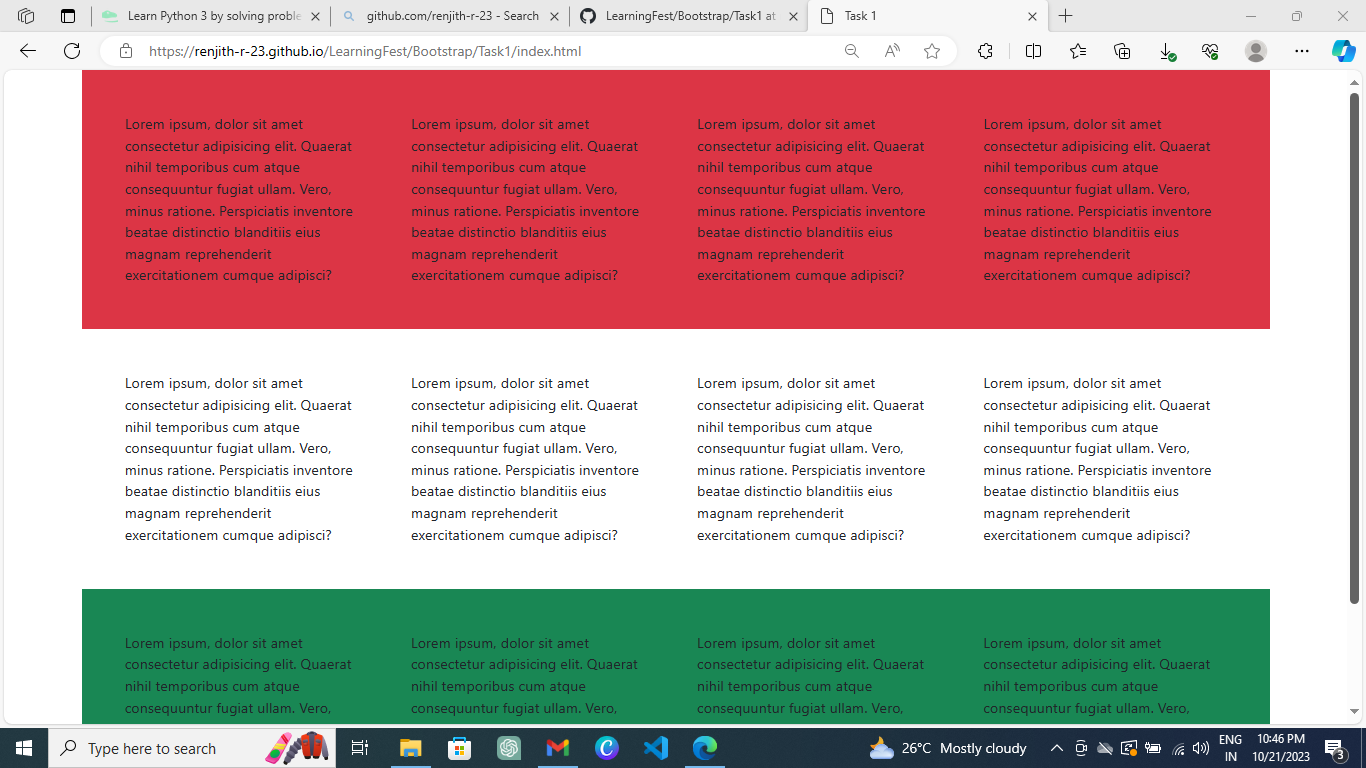 Learn Python 3 by solving proble
github.com/renjith-r-23 - Search
LearningFest/Bootstrap/Task1 at
Task 1
https://renjith-r-23.github.io/LearningFest/Bootstrap/Task1/index.html
Lorem ipsum, dolor sit amet
consectetur adipisicing elit. Quaerat
nihil temporibus cum atque
consequuntur fugiat ullam. Vero,
minus ratione. Perspiciatis inventore
beatae distinctio blanditiis eius
magnam reprehenderit
exercitationem cumque adipisci?
Lorem ipsum, dolor sit amet
consectetur adipisicing elit. Quaerat
nihil temporibus cum atque
consequuntur fugiat ullam. Vero,
minus ratione. Perspiciatis inventore
beatae distinctio blanditiis eius
magnam reprehenderit
exercitationem cumque adipisci?
Lorem ipsum, dolor sit amet
consectetur adipisicing elit. Quaerat
nihil temporibus cum atque
consequuntur fugiat ullam. Vero,
minus ratione. Perspiciatis inventore
beatae distinctio blanditiis eius
magnam reprehenderit
exercitationem cumque adipisci?
Lorem ipsum, dolor sit amet
consectetur adipisicing elit. Quaerat
nihil temporibus cum atque
consequuntur fugiat ullam. Vero,
minus ratione. Perspiciatis inventore
beatae distinctio blanditiis eius
magnam reprehenderit
exercitationem cumque adipisci?
Lorem ipsum, dolor sit amet
consectetur adipisicing elit. Quaerat
nihil temporibus cum atque
consequuntur fugiat ullam. Vero,
minus ratione. Perspiciatis inventore
beatae distinctio blanditiis eius
magnam reprehenderit
exercitationem cumque adipisci?
Lorem ipsum, dolor sit amet
consectetur adipisicing elit. Quaerat
nihil temporibus cum atque
consequuntur fugiat ullam. Vero,
minus ratione. Perspiciatis inventore
beatae distinctio blanditiis eius
magnam reprehenderit
exercitationem cumque adipisci?
Lorem ipsum, dolor sit amet
consectetur adipisicing elit. Quaerat
nihil temporibus cum atque
consequuntur fugiat ullam. Vero,
minus ratione. Perspiciatis inventore
beatae distinctio blanditiis eius
magnam reprehenderit
exercitationem cumque adipisci?
Lorem ipsum, dolor sit amet
consectetur adipisicing elit. Quaerat
nihil temporibus cum atque
consequuntur fugiat ullam. Vero,
minus ratione. Perspiciatis inventore
beatae distinctio blanditiis eius
magnam reprehenderit
exercitationem cumque adipisci?
Lorem ipsum, dolor sit amet
consectetur adipisicing elit. Quaerat
nihil temporibus cum atque
consequuntur fugiat ullam. Vero,
Lorem ipsum, dolor sit amet
consectetur adipisicing elit. Quaerat
nihil temporibus cum atque
consequuntur fugiat ullam. Vero,
Lorem ipsum, dolor sit amet
consectetur adipisicing elit. Quaerat
nihil temporibus cum atque
consequuntur fugiat ullam. Vero,
Lorem ipsum, dolor sit amet
consectetur adipisicing elit. Quaerat
nihil temporibus cum atque
consequuntur fugiat ullam. Vero,
Type here to search
26°C Mostly cloudy
ENG
IN
10:46 PM
10/21/2023
3